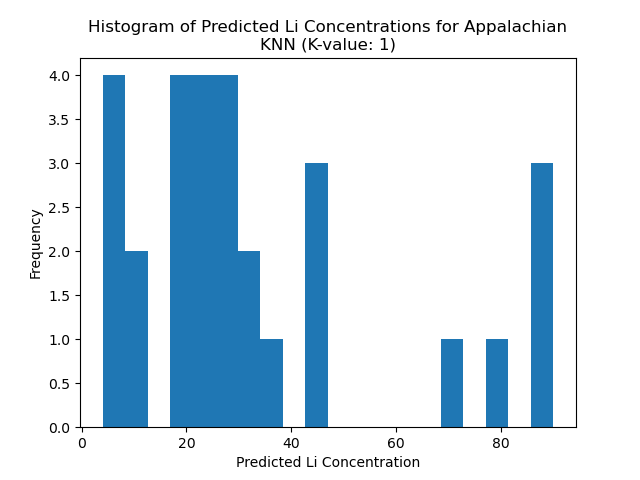 Histogram of Predicted Li Concentrations for Appalachian
KNN (K-value: 1)
4.0
3.5
3.0
2.5
2.0
1.5
1.0
0.5
0.0
Frequency
0 20 40 60 80
Predicted Li Concentration